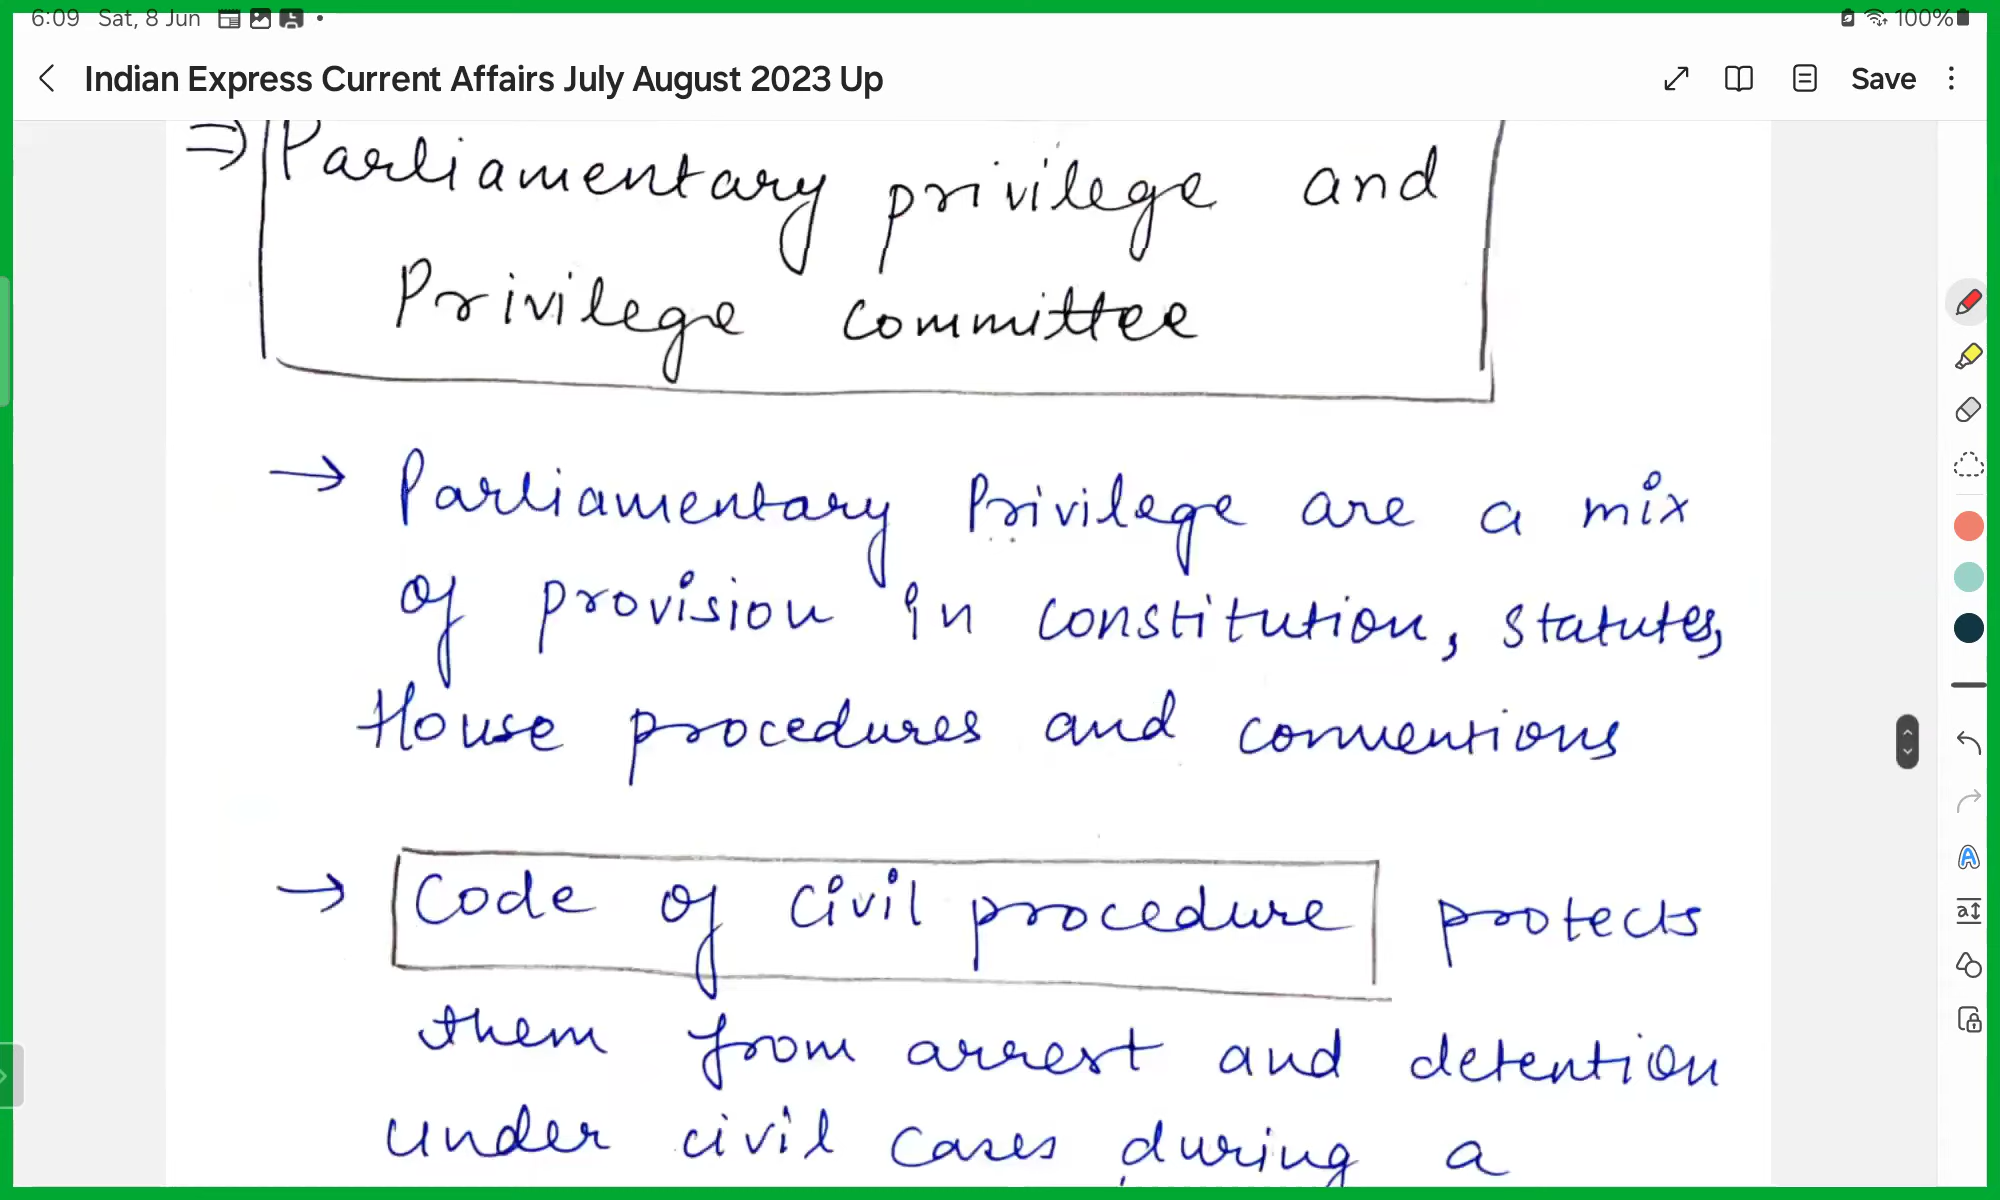 6:09 Sat, 8 Jun 100%
Indian Express Current Affairs July August 2023 Up
Save
⇒ Parliamentary privilege and
Privilege committee
→ Parliamentary Privilege are a mix
of provision in constitution, statutes,
House procedures and conventions
→ Code of civil procedure protects
them from arrest and detention
under civil cases during a